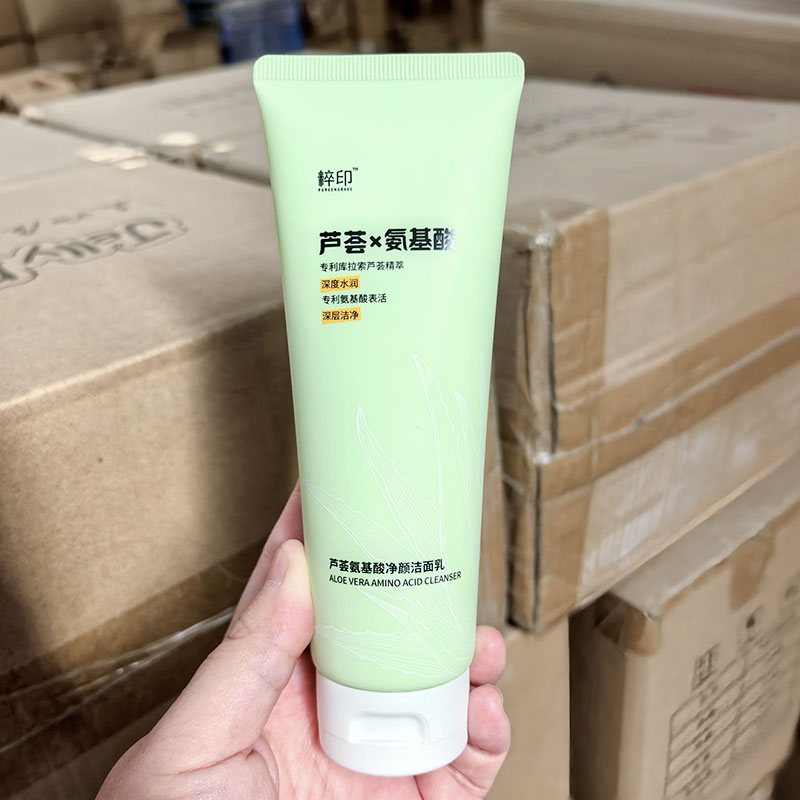 粹印™
PURSENGRAVE
芦荟×氨基酸
专利库拉索芦荟精萃
深度水润
专利氨基酸表活
深层洁净
芦荟氨基酸净颜洁面乳
ALOE VERA AMINO ACID CLEANSER